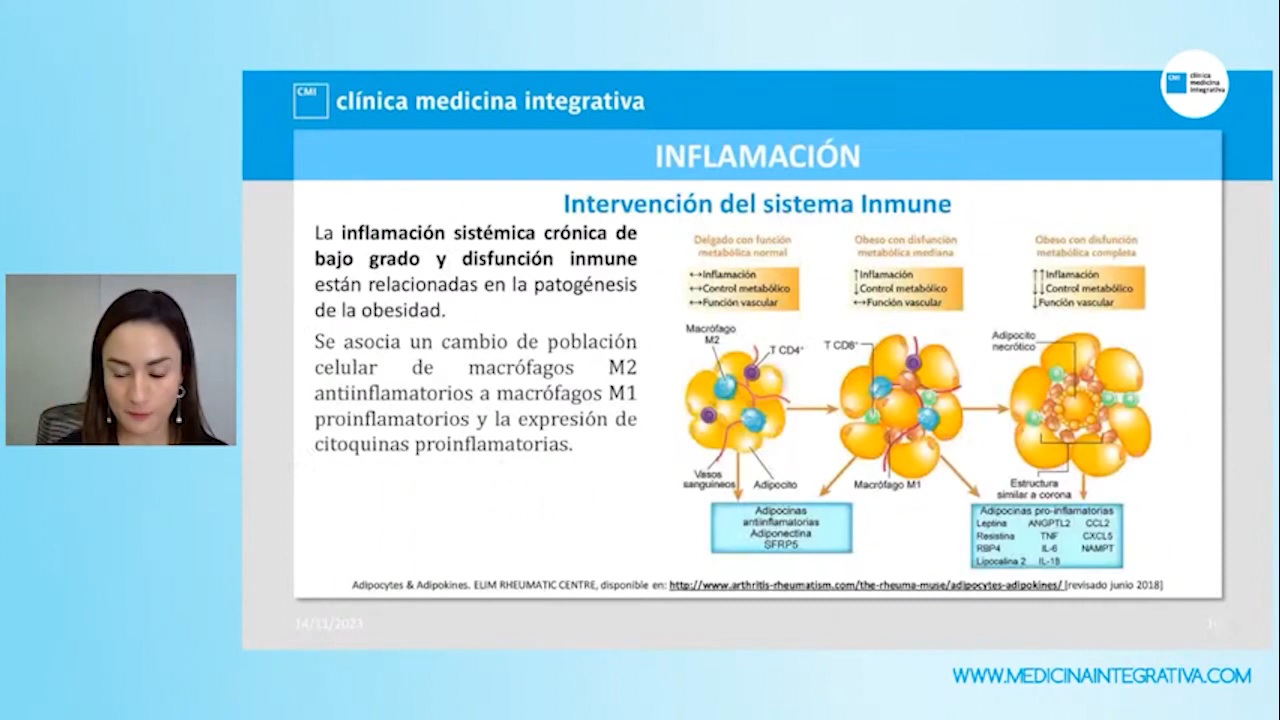 CMI
clínica medicina integrativa
CMI
clínica
medicina
integrativa
INFLAMACIÓN
Intervención del sistema Inmune
La inflamación sistémica crónica de
bajo grado y disfunción inmune
están relacionadas en la patogénesis
de la obesidad.
Se asocia un cambio de población
celular de macrófagos M2
antiinflamatorios a macrófagos M1
proinflamatorios y la expresión de
citoquinas proinflamatorias.
Delgado con función
metabólica normal
↔Inflamación
↔Control metabólico
↔Función vascular
Obeso con disfunción
metabólica mediana
↑Inflamación
↓Control metabólico
↔Función vascular
Obeso con disfunción
metabólica completa
↑↑Inflamación
↓↓Control metabólico
↓Función vascular
Macrófago
M2
T CD4+
Vasos
sanguíneos
Adipocito
T CD8+
Macrófago M1
Adipocito
necrótico
Estructura
similar a corona
Adipocinas
antiinflamatorias
Adiponectina
SFRP5
Adipocinas pro-inflamatorias
Leptina ANGPTL2 CCL2
Resistina TNF CXCL5
RBP4 IL-6 NAMPT
Lipocalina 2 IL-1β
Adipocytes & Adipokines. ELIM RHEUMATIC CENTRE, disponible en: http://www.arthritis-rheumatism.com/the-rheuma-muse/adipocytes-adipokines/ [revisado junio 2018]
14/11/2023
WWW.MEDICINAINTEGRATIVA.COM